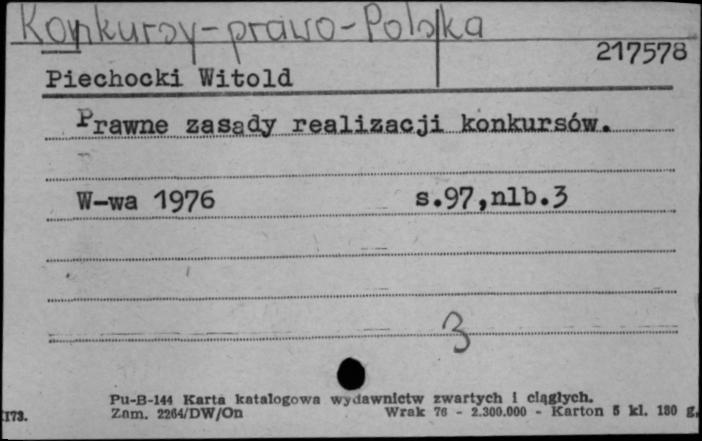 Konkursy-prawo-Polska
217578
Piechocki Witold
Prawne zasady realizacji konkursów.
W-wa 1976 s.97,nlb.3
3
Pu-B-144 Karta katalogowa wydawnictw zwartych i ciągłych.
173. Zam. 2264/DW/On Wrak 76 - 2.300.000 - Karton 5 kl. 180 g.